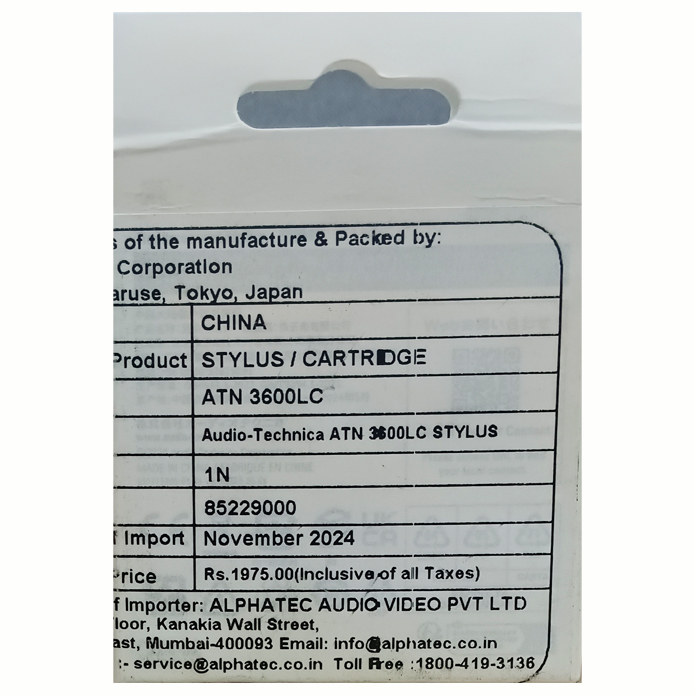 of the manufacture & Packed by:
Corporation
aruse, Tokyo, Japan
CHINA
Product STYLUS / CARTRIDGE
ATN 3600LC
Audio-Technica ATN 3600LC STYLUS
1N
85229000
f Import November 2024
Price Rs.1975.00(Inclusive of all Taxes)
f Importer: ALPHATEC AUDIO VIDEO PVT LTD
loor, Kanakia Wall Street,
ast, Mumbai-400093 Email: info@alphatec.co.in
:- service@alphatec.co.in Toll Free :1800-419-3136